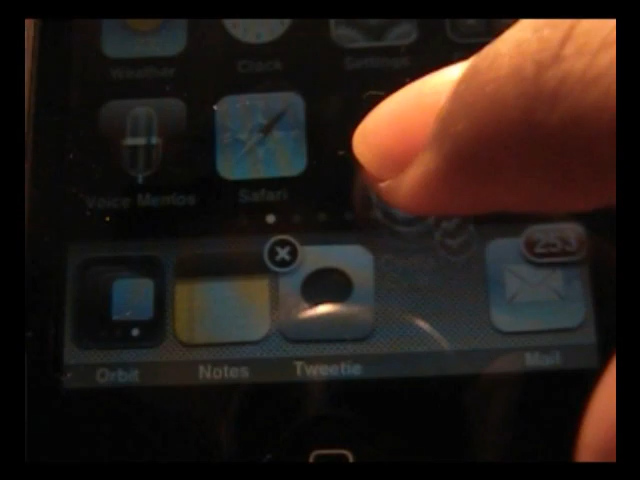 Weather Clock Settings
Voice Memos Safari
253
Orbit Notes Tweetie Mail